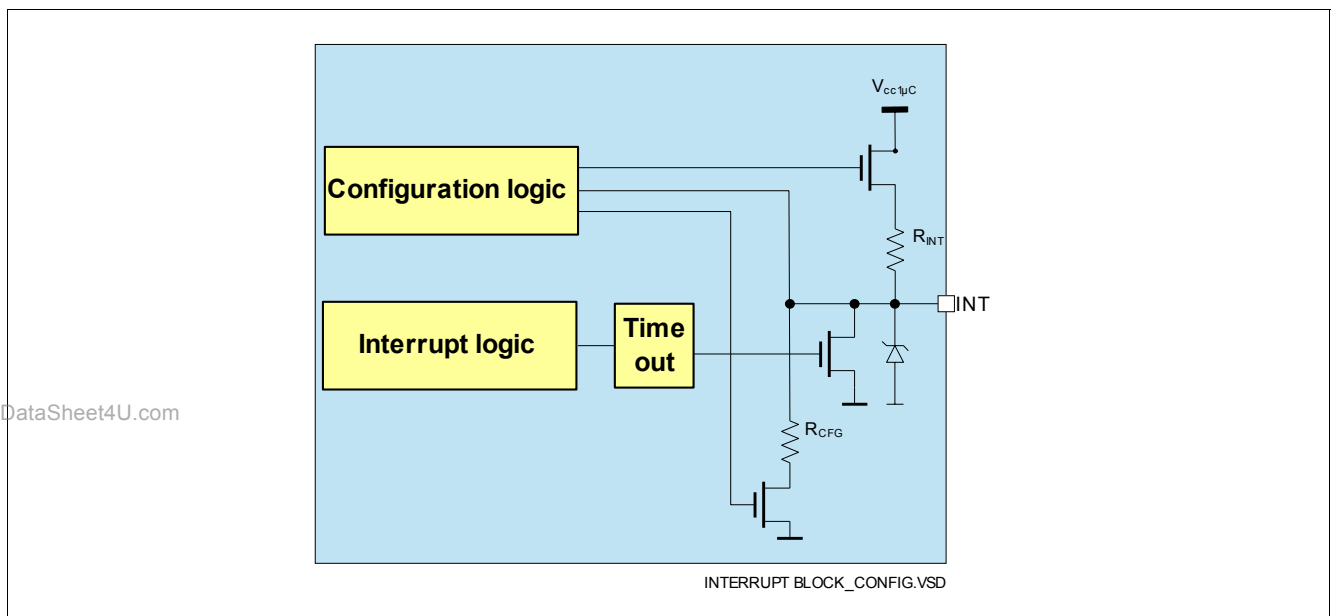 Vcc1µC
Configuration logic
RINT
INT
Interrupt logic
Time
out
DataSheet4U.com
RCFG
INTERRUPT BLOCK_CONFIG.VSD